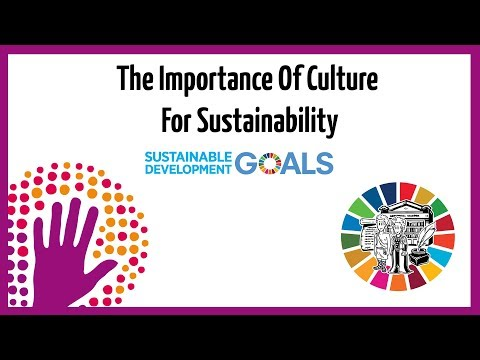 The Importance Of Culture
For Sustainability
SUSTAINABLE
DEVELOPMENT
GOALS